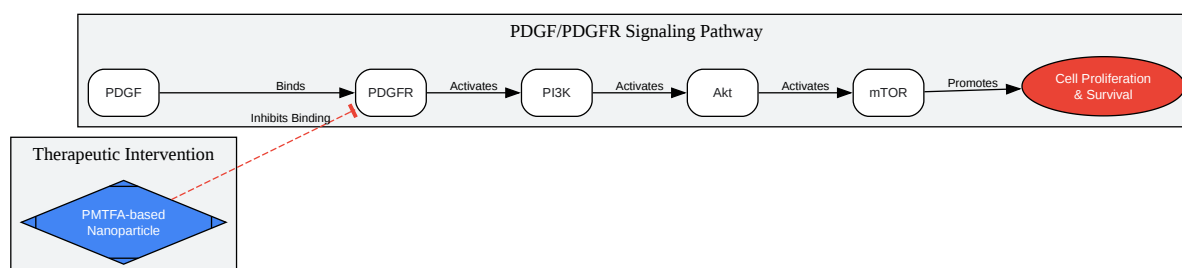 PDGF/PDGFR Signaling Pathway
PDGF
Binds
PDGFR
Activates
PI3K
Activates
Akt
Activates
mTOR
Promotes
Cell Proliferation
& Survival
Inhibits Binding
Therapeutic Intervention
PMTFA-based
Nanoparticle